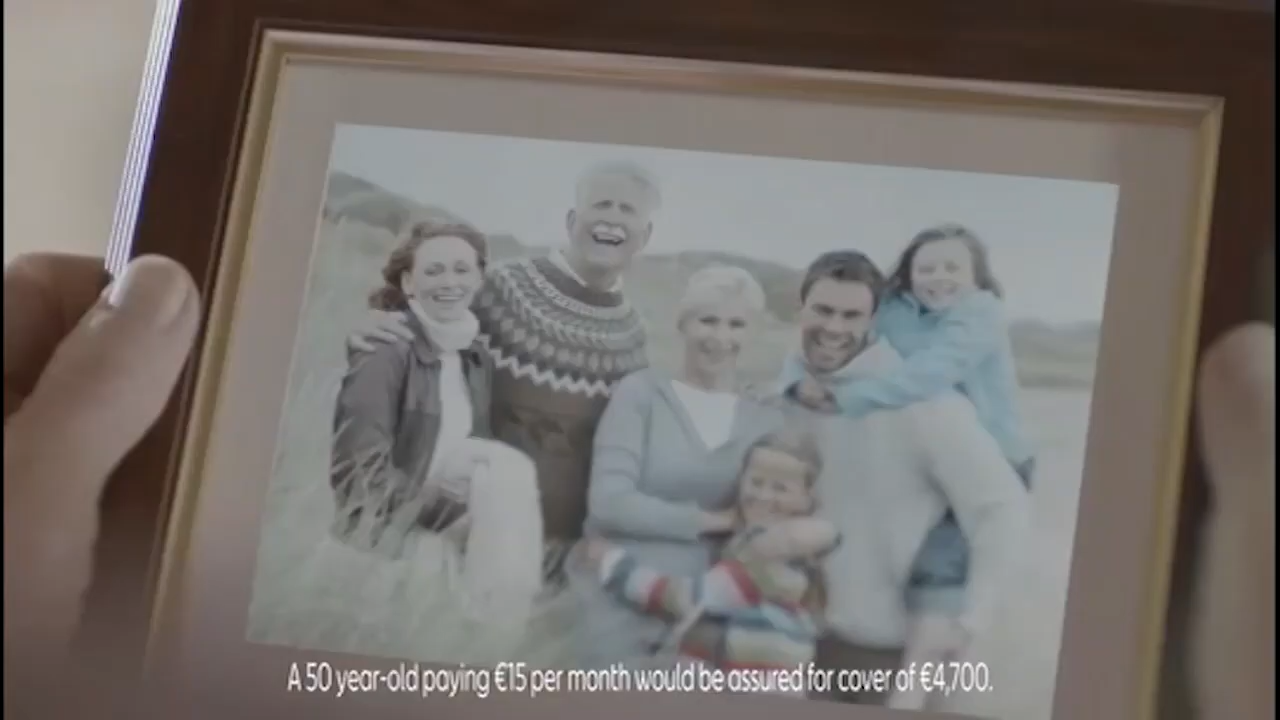 A 50 year-old paying €15 per month would be assured for cover of €4,700.